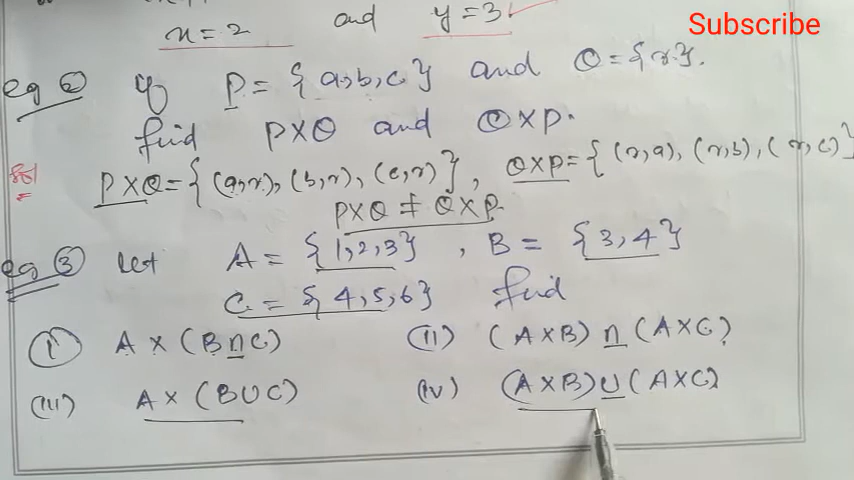 Subscribe
x = 2 and y = 3 ✓
eg ② If P = { a, b, c } and Q = { r }.
find P×Q and Q×P.
Sol P×Q = { (a,r), (b,r), (c,r) }, Q×P = { (r,a), (r,b), (r,c) }
P×Q ≠ Q×P.
eg ③ Let A = { 1,2,3 } , B = { 3,4 }
C = { 4,5,6 } find
(i) A × (B∩C) (ii) (A×B) ∩ (A×C)
(iii) A × (B∪C) (iv) (A×B) ∪ (A×C)